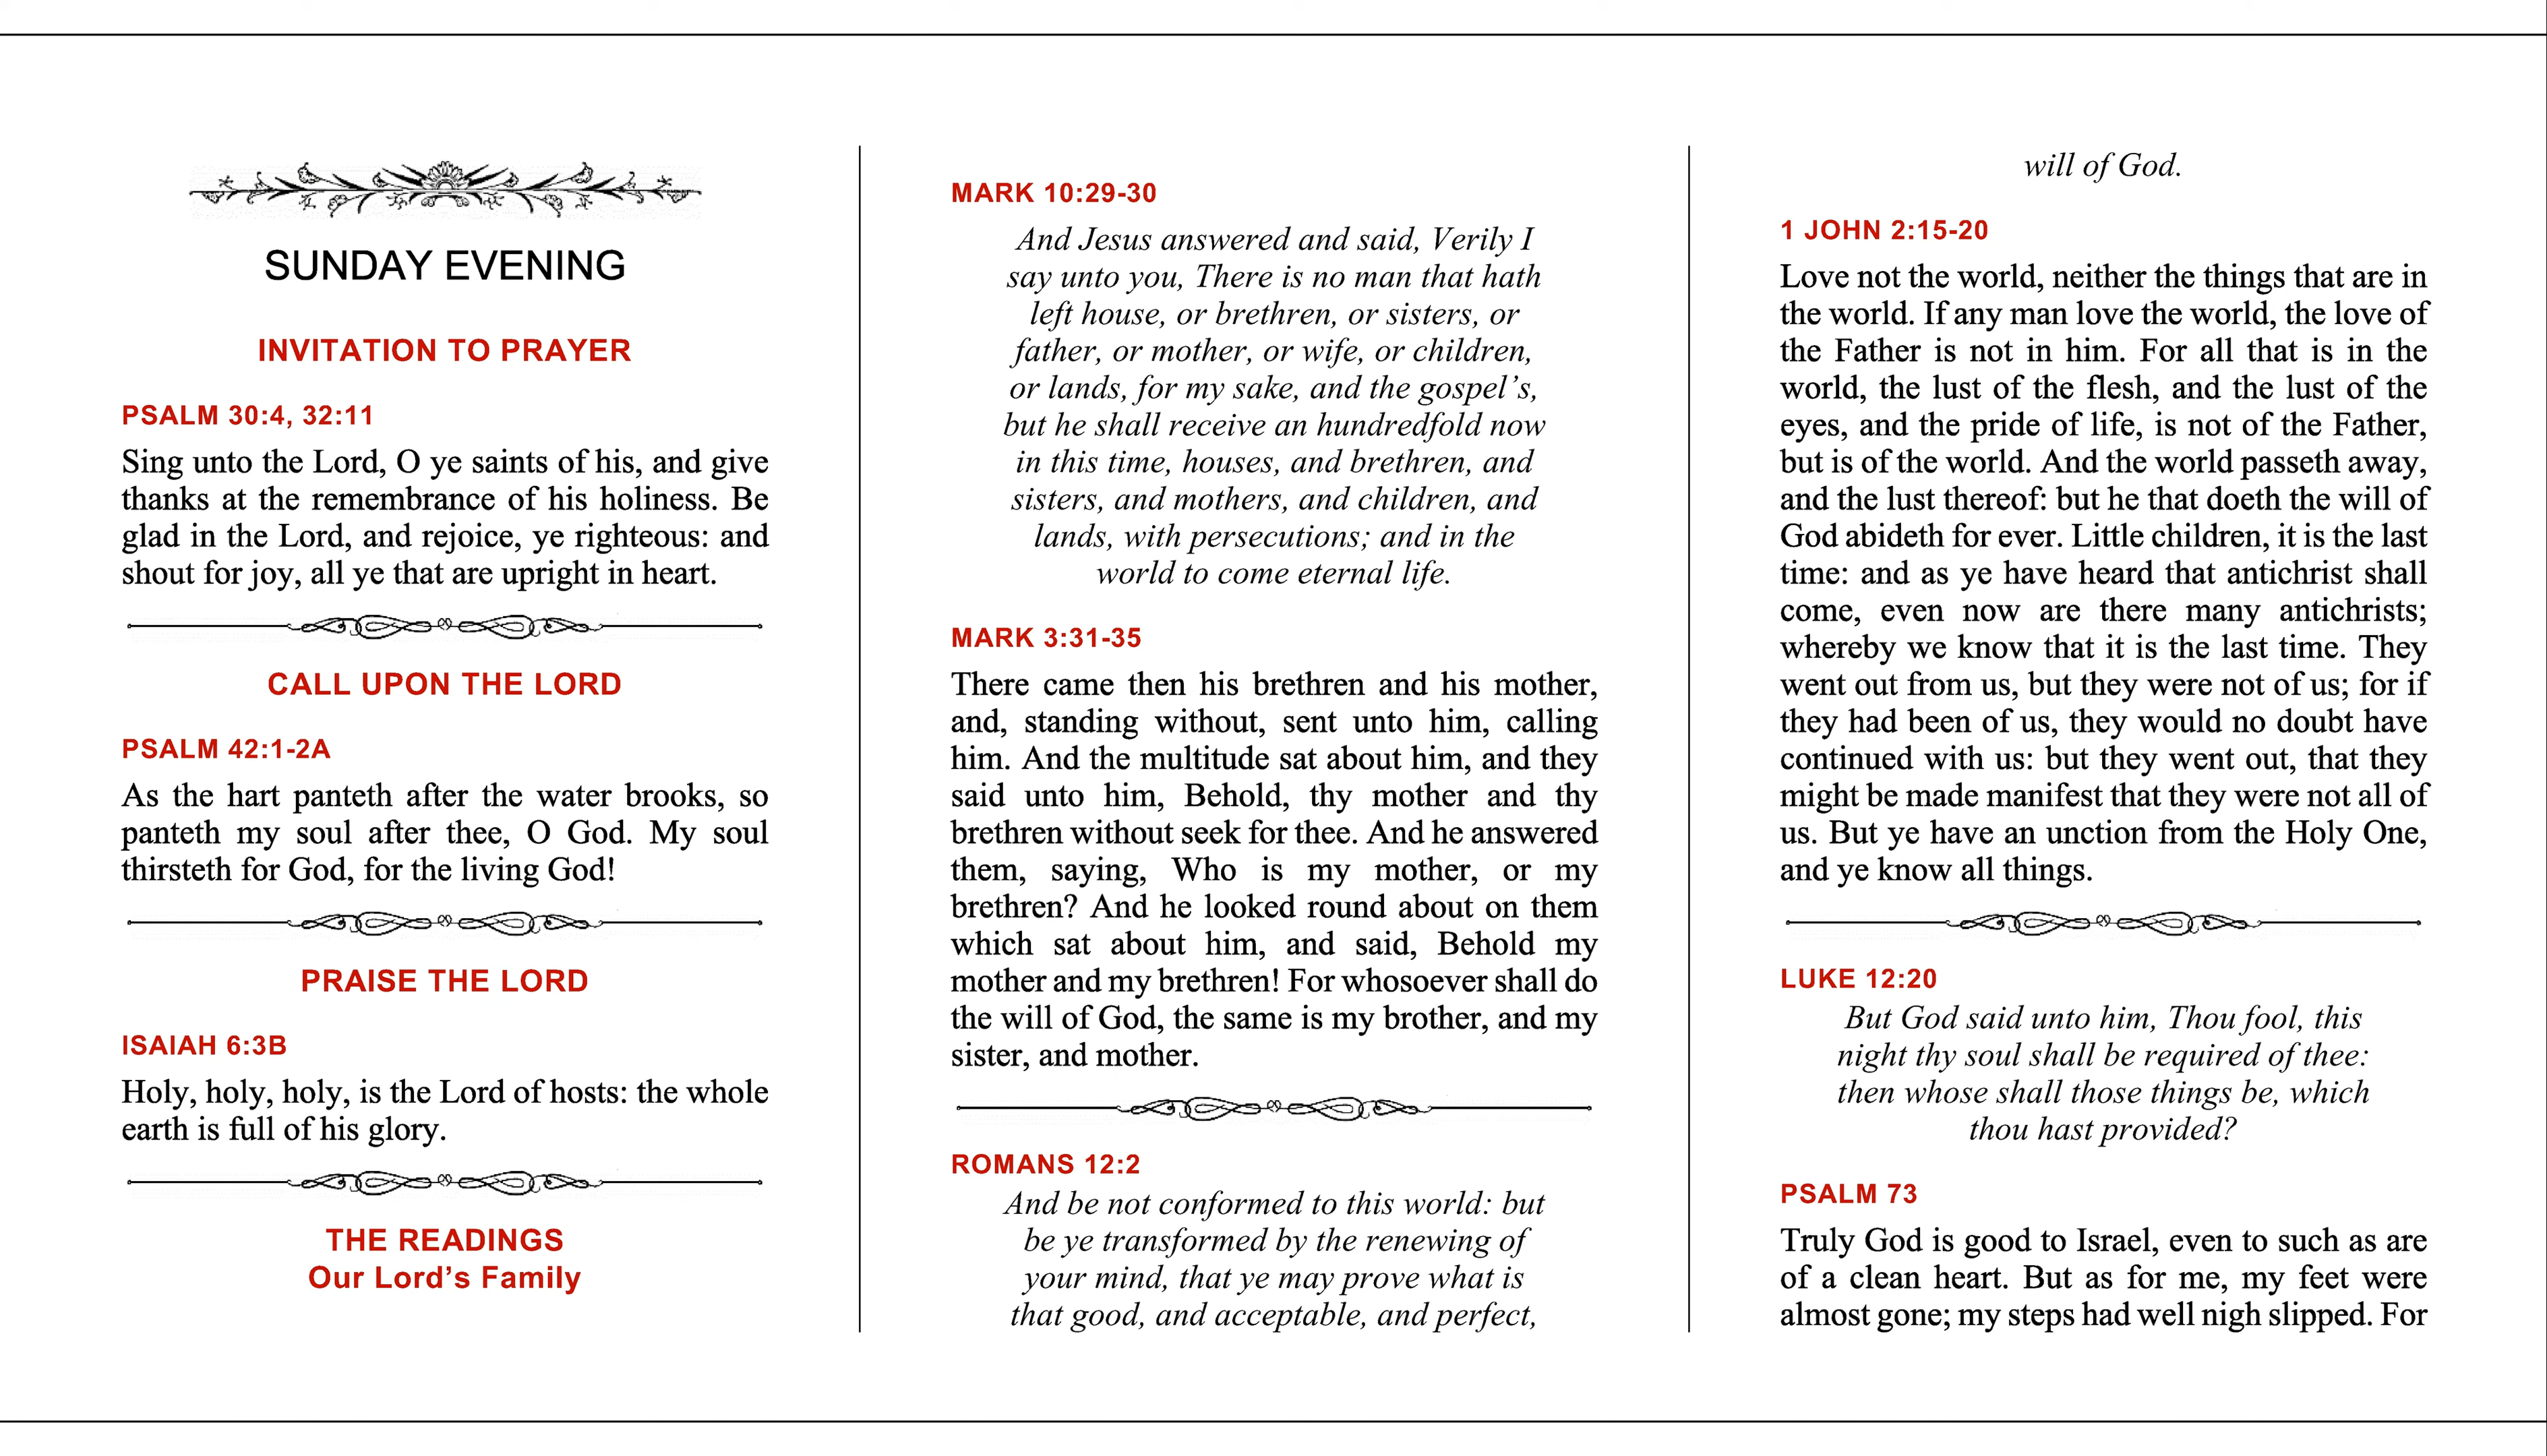 SUNDAY EVENING
INVITATION TO PRAYER
PSALM 30:4, 32:11
Sing unto the Lord, O ye saints of his, and give
thanks at the remembrance of his holiness. Be
glad in the Lord, and rejoice, ye righteous: and
shout for joy, all ye that are upright in heart.
CALL UPON THE LORD
PSALM 42:1-2A
As the hart panteth after the water brooks, so
panteth my soul after thee, O God. My soul
thirsteth for God, for the living God!
PRAISE THE LORD
ISAIAH 6:3B
Holy, holy, holy, is the Lord of hosts: the whole
earth is full of his glory.
THE READINGS
Our Lord’s Family
MARK 10:29-30
And Jesus answered and said, Verily I
say unto you, There is no man that hath
left house, or brethren, or sisters, or
father, or mother, or wife, or children,
or lands, for my sake, and the gospel’s,
but he shall receive an hundredfold now
in this time, houses, and brethren, and
sisters, and mothers, and children, and
lands, with persecutions; and in the
world to come eternal life.
MARK 3:31-35
There came then his brethren and his mother,
and, standing without, sent unto him, calling
him. And the multitude sat about him, and they
said unto him, Behold, thy mother and thy
brethren without seek for thee. And he answered
them, saying, Who is my mother, or my
brethren? And he looked round about on them
which sat about him, and said, Behold my
mother and my brethren! For whosoever shall do
the will of God, the same is my brother, and my
sister, and mother.
ROMANS 12:2
And be not conformed to this world: but
be ye transformed by the renewing of
your mind, that ye may prove what is
that good, and acceptable, and perfect,
will of God.
1 JOHN 2:15-20
Love not the world, neither the things that are in
the world. If any man love the world, the love of
the Father is not in him. For all that is in the
world, the lust of the flesh, and the lust of the
eyes, and the pride of life, is not of the Father,
but is of the world. And the world passeth away,
and the lust thereof: but he that doeth the will of
God abideth for ever. Little children, it is the last
time: and as ye have heard that antichrist shall
come, even now are there many antichrists;
whereby we know that it is the last time. They
went out from us, but they were not of us; for if
they had been of us, they would no doubt have
continued with us: but they went out, that they
might be made manifest that they were not all of
us. But ye have an unction from the Holy One,
and ye know all things.
LUKE 12:20
But God said unto him, Thou fool, this
night thy soul shall be required of thee:
then whose shall those things be, which
thou hast provided?
PSALM 73
Truly God is good to Israel, even to such as are
of a clean heart. But as for me, my feet were
almost gone; my steps had well nigh slipped. For